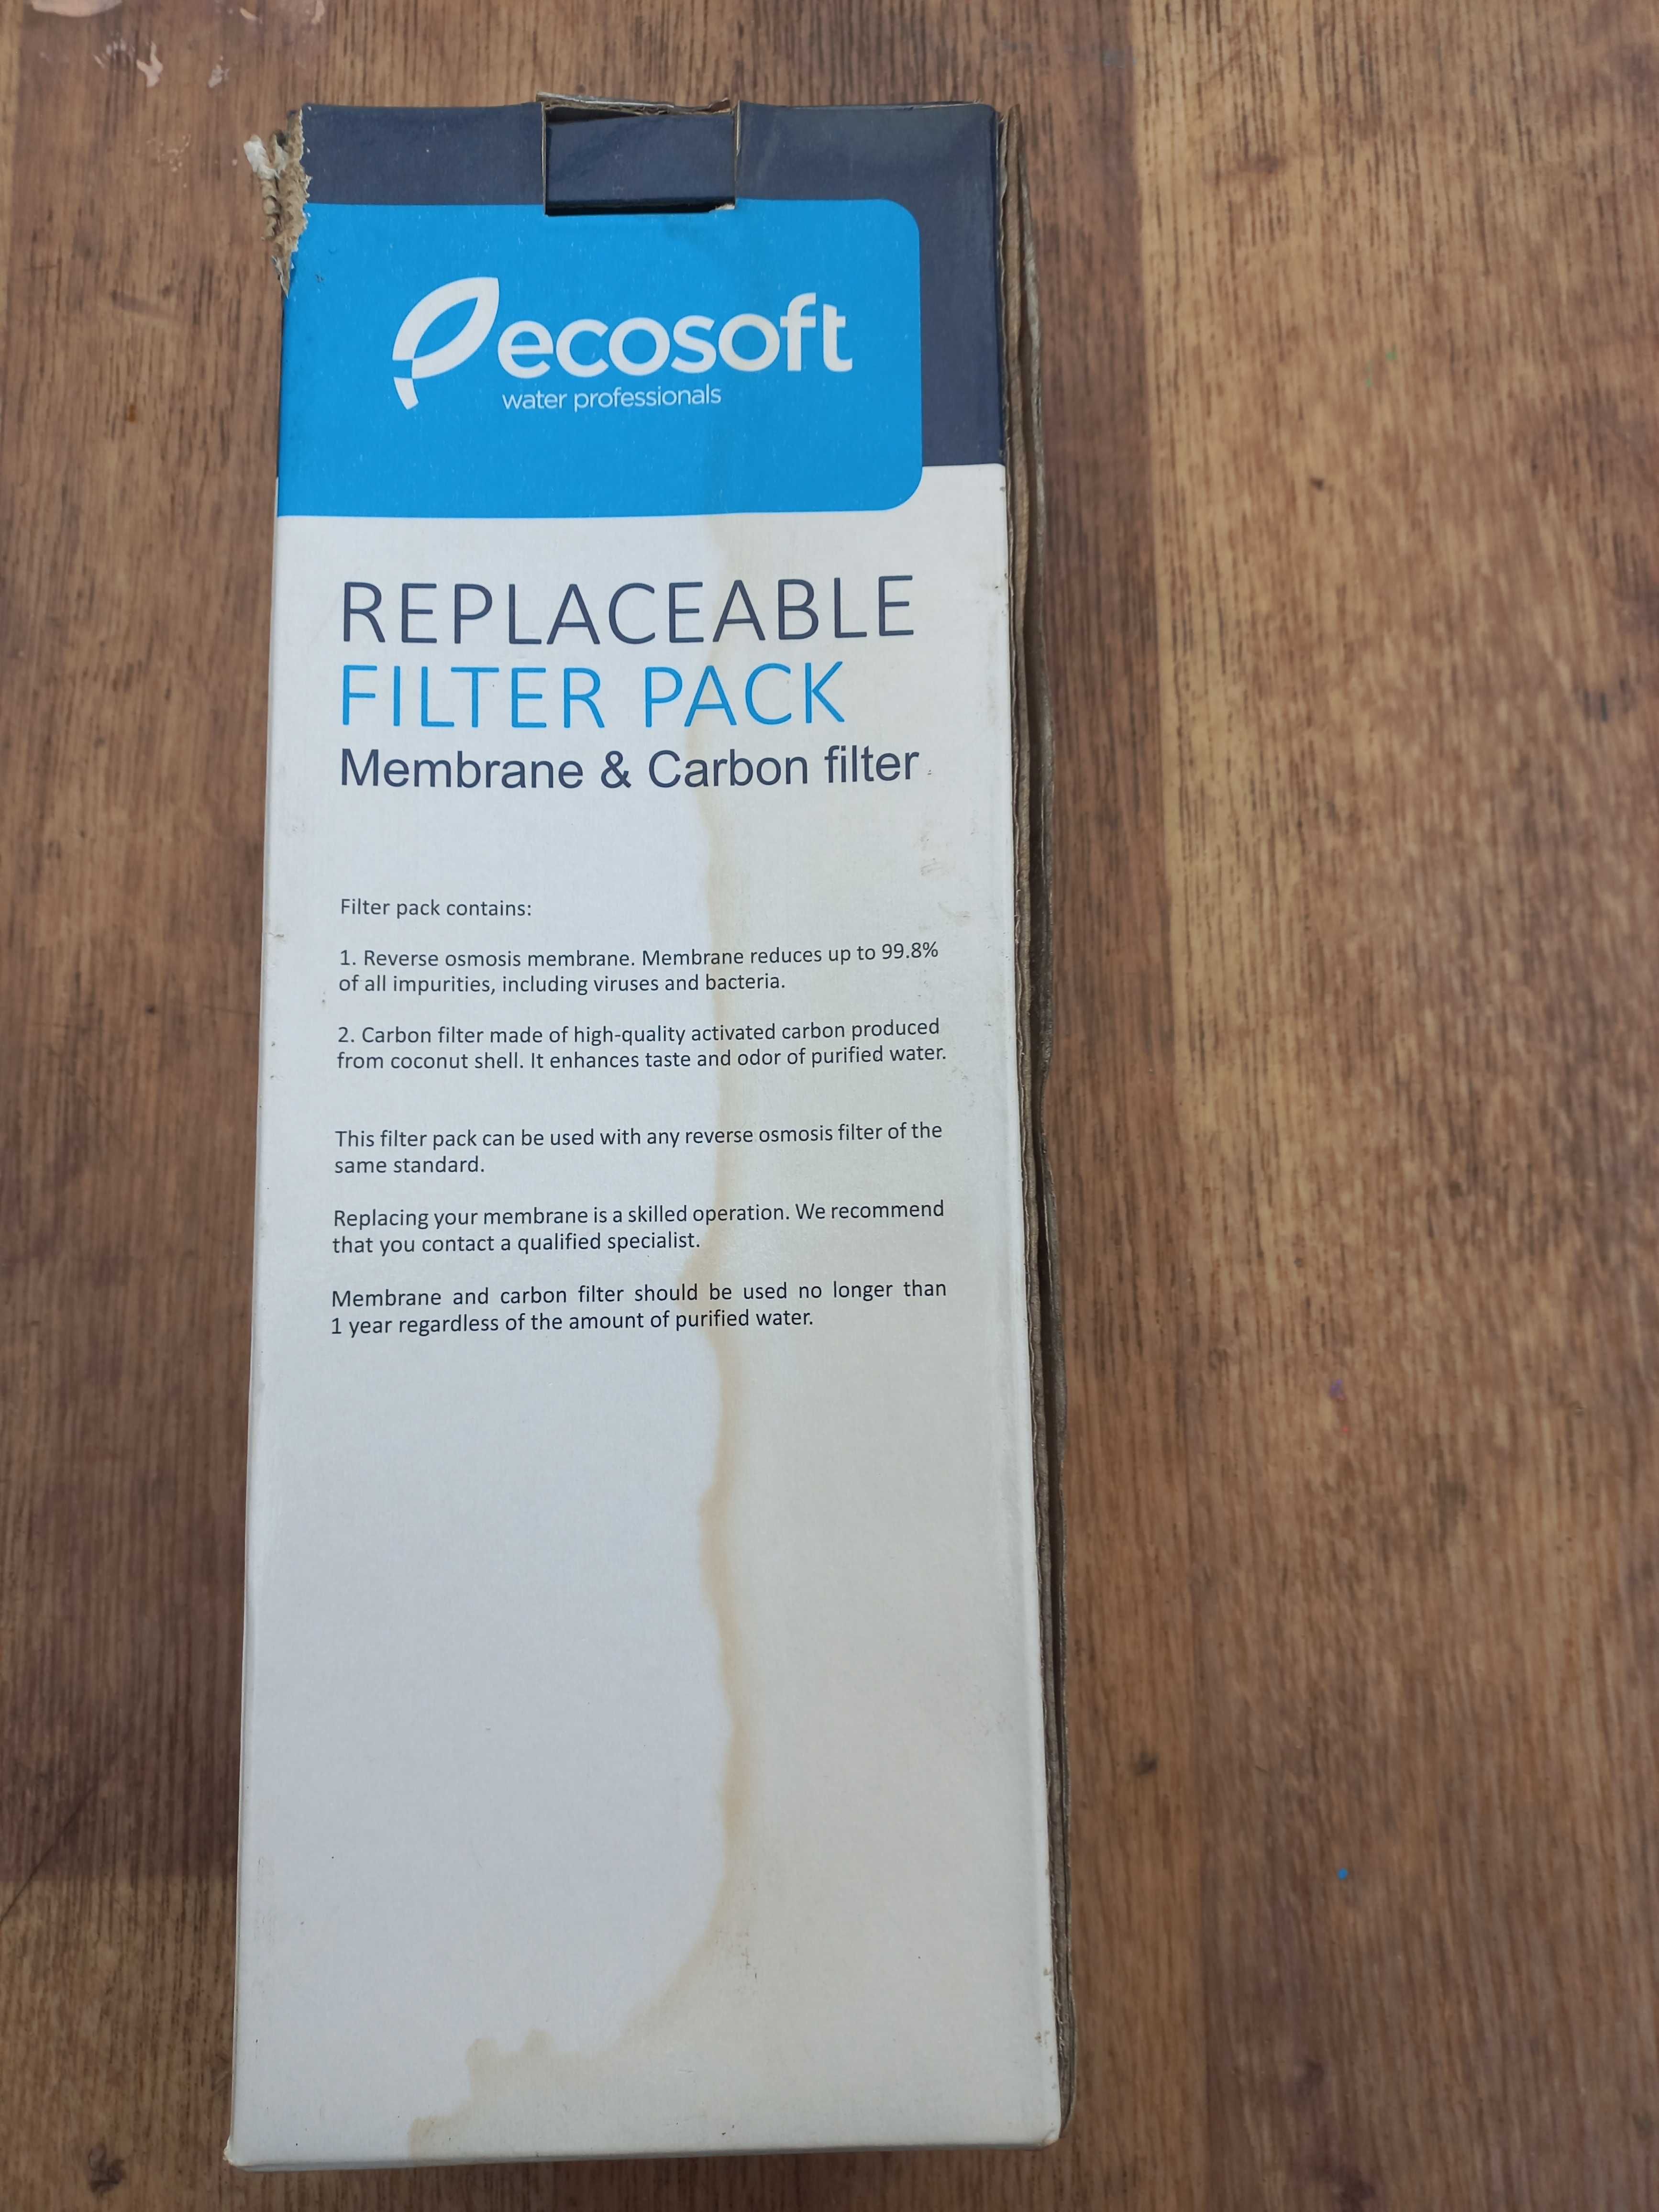 ecosoft
water professionals
REPLACEABLE
FILTER PACK
Membrane & Carbon filter
Filter pack contains:
1. Reverse osmosis membrane. Membrane reduces up to 99.8%
of all impurities, including viruses and bacteria.
2. Carbon filter made of high-quality activated carbon produced
from coconut shell. It enhances taste and odor of purified water.
This filter pack can be used with any reverse osmosis filter of the
same standard.
Replacing your membrane is a skilled operation. We recommend
that you contact a qualified specialist.
Membrane and carbon filter should be used no longer than
1 year regardless of the amount of purified water.